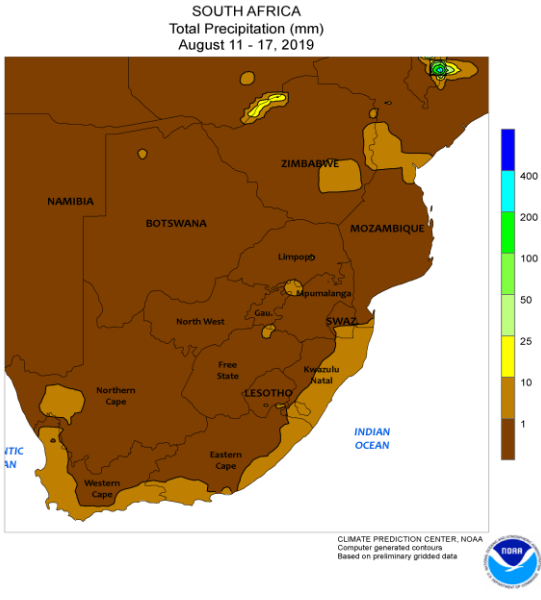 SOUTH AFRICA
Total Precipitation (mm)
August 11 - 17, 2019
ZIMBABWE
NAMIBIA
BOTSWANA
MOZAMBIQUE
Limpopo
Mpumalanga
Gau.
North West
SWAZ.
Free
State
Kwazulu
Natal
Northern
Cape
LESOTHO
INDIAN
OCEAN
NTIC
AN
Eastern
Cape
Western
Cape
400
200
100
50
25
10
1
CLIMATE PREDICTION CENTER, NOAA
Computer generated contours
Based on preliminary gridded data
NOAA